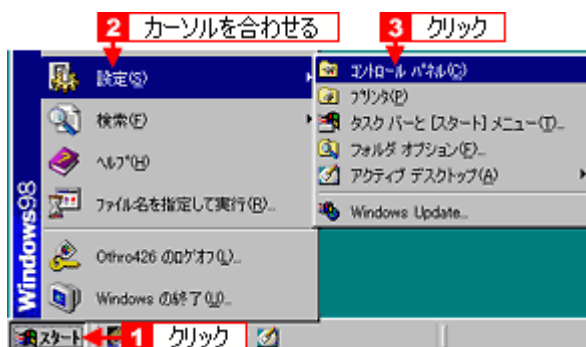 2 カーソルを合わせる
3 クリック
設定(S)
検索(F)
ヘルプ(H)
ファイル名を指定して実行(R)...
Othro426 のログオフ(L)...
Windows の終了(U)...
Windows98
コントロール パネル(C)
プリンタ(P)
タスク バーと [スタート] メニュー(T)...
フォルダ オプション(F)...
アクティブ デスクトップ(A)
Windows Update...
スタート
1 クリック